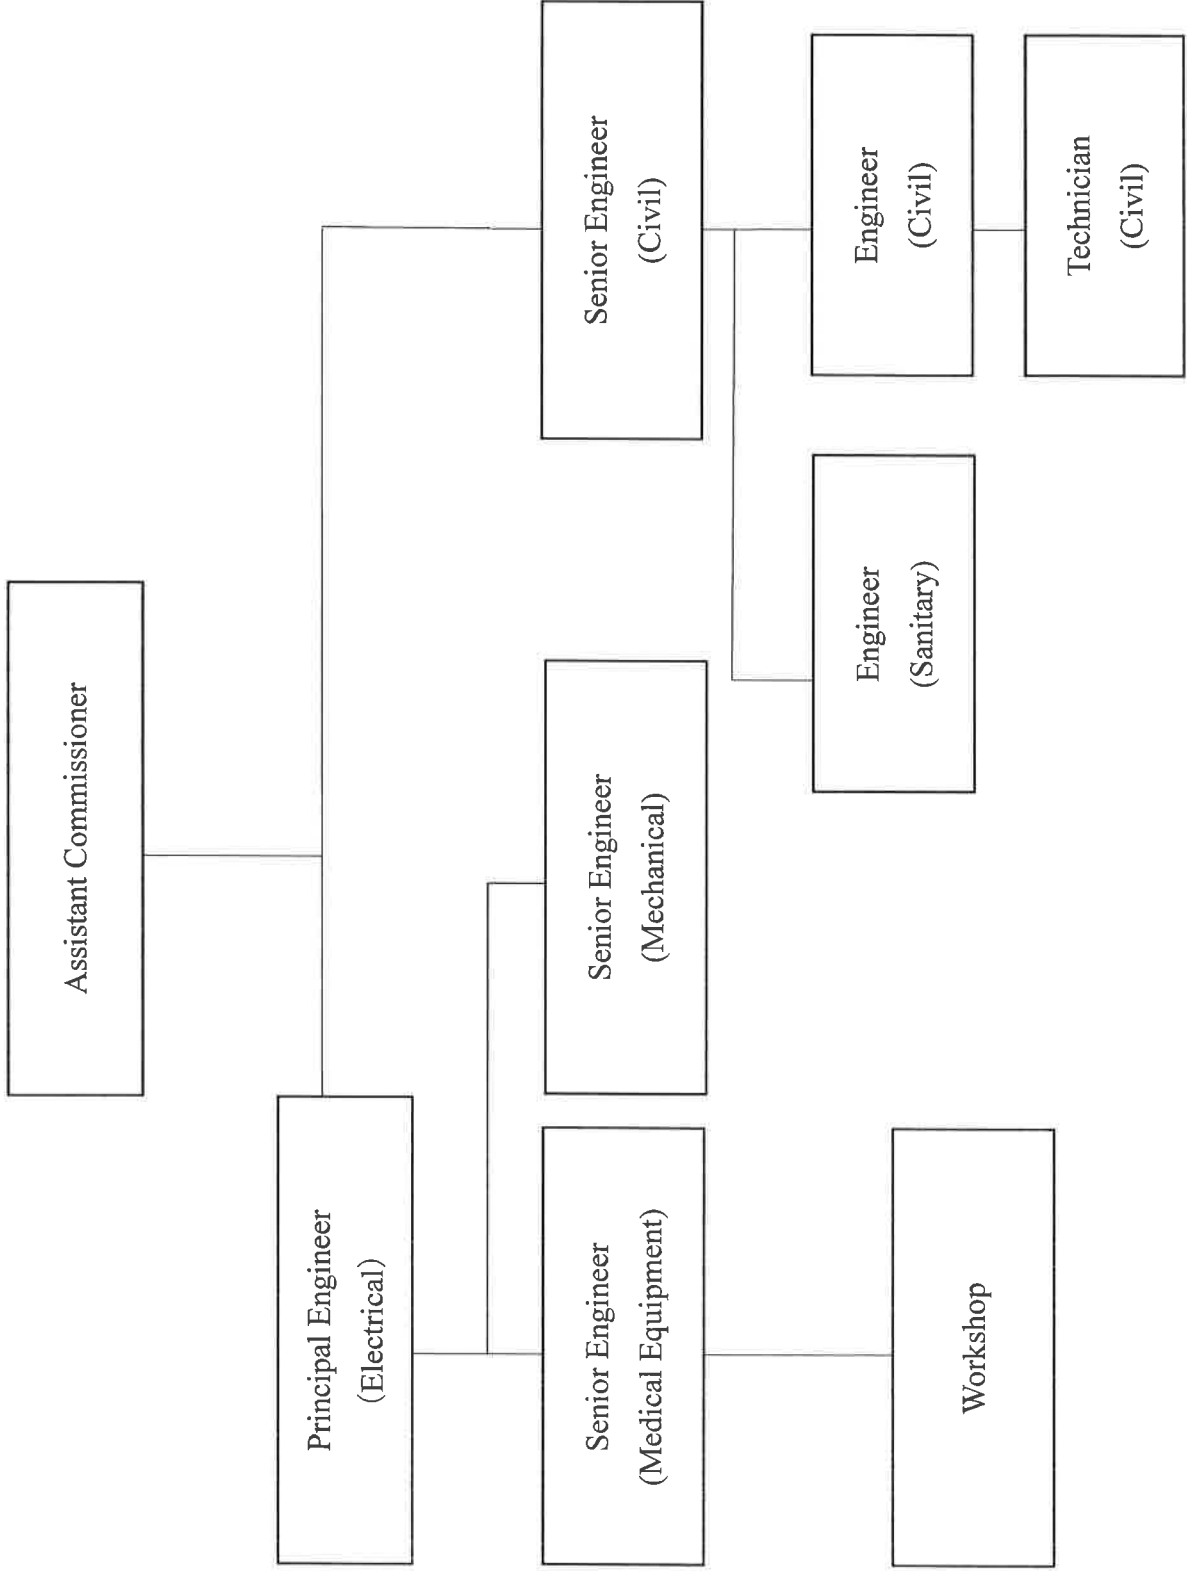 Assistant Commissioner
Principal Engineer
(Electrical)
Senior Engineer
(Medical Equipment)
Senior Engineer
(Mechanical)
Senior Engineer
(Civil)
Workshop
Engineer
(Sanitary)
Engineer
(Civil)
Technician
(Civil)